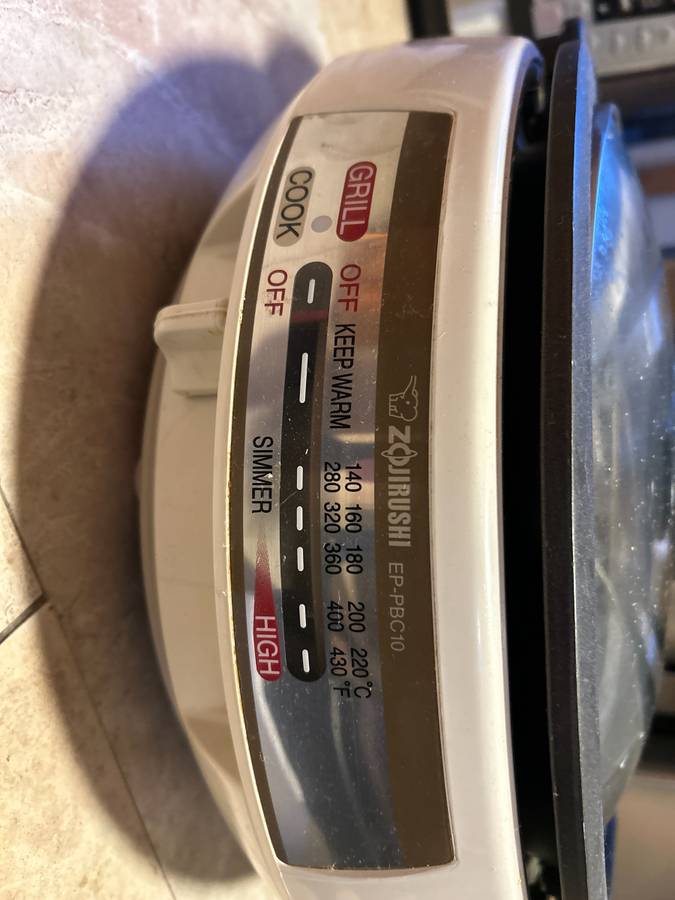 ZOJIRUSHI EP-PBC10
GRILL OFF KEEP WARM 140 160 180 200 220°C
280 320 360 400 430°F
COOK OFF SIMMER HIGH